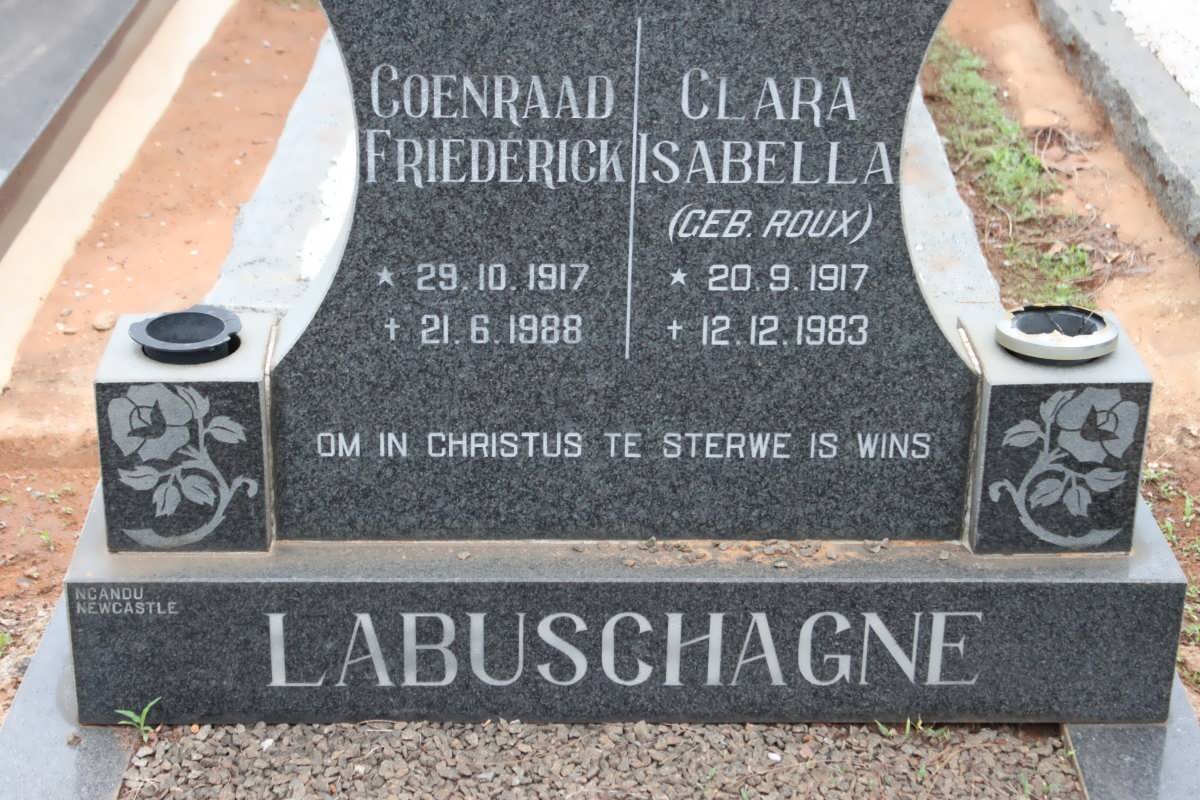 COENRAAD
FRIEDERICK
★ 29.10.1917
✝ 21.6.1988
CLARA
ISABELLA
(GEB. ROUX)
★ 20.9.1917
✝ 12.12.1983
OM IN CHRISTUS TE STERWE IS WINS
NCANDU
NEWCASTLE
LABUSCHAGNE